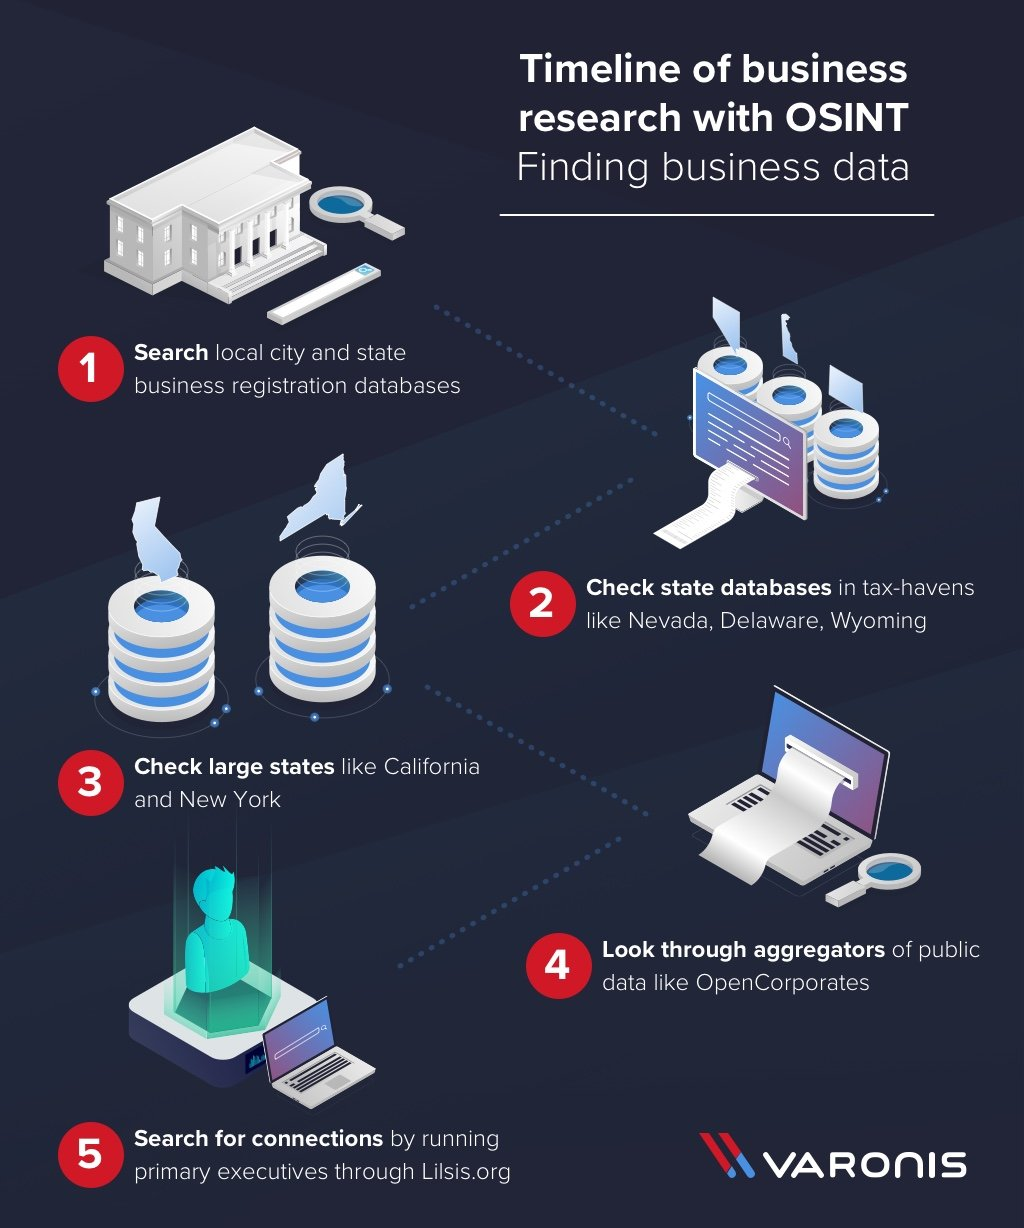 Timeline of business
research with OSINT
Finding business data
1
Search local city and state
business registration databases
2
Check state databases in tax-havens
like Nevada, Delaware, Wyoming
3
Check large states like California
and New York
4
Look through aggregators of public
data like OpenCorporates
5
Search for connections by running
primary executives through Lilsis.org
VARONIS